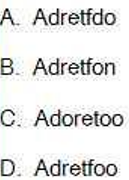 A. Adretfdo
B. Adretfon
C. Adoretoo
D. Adretfoo